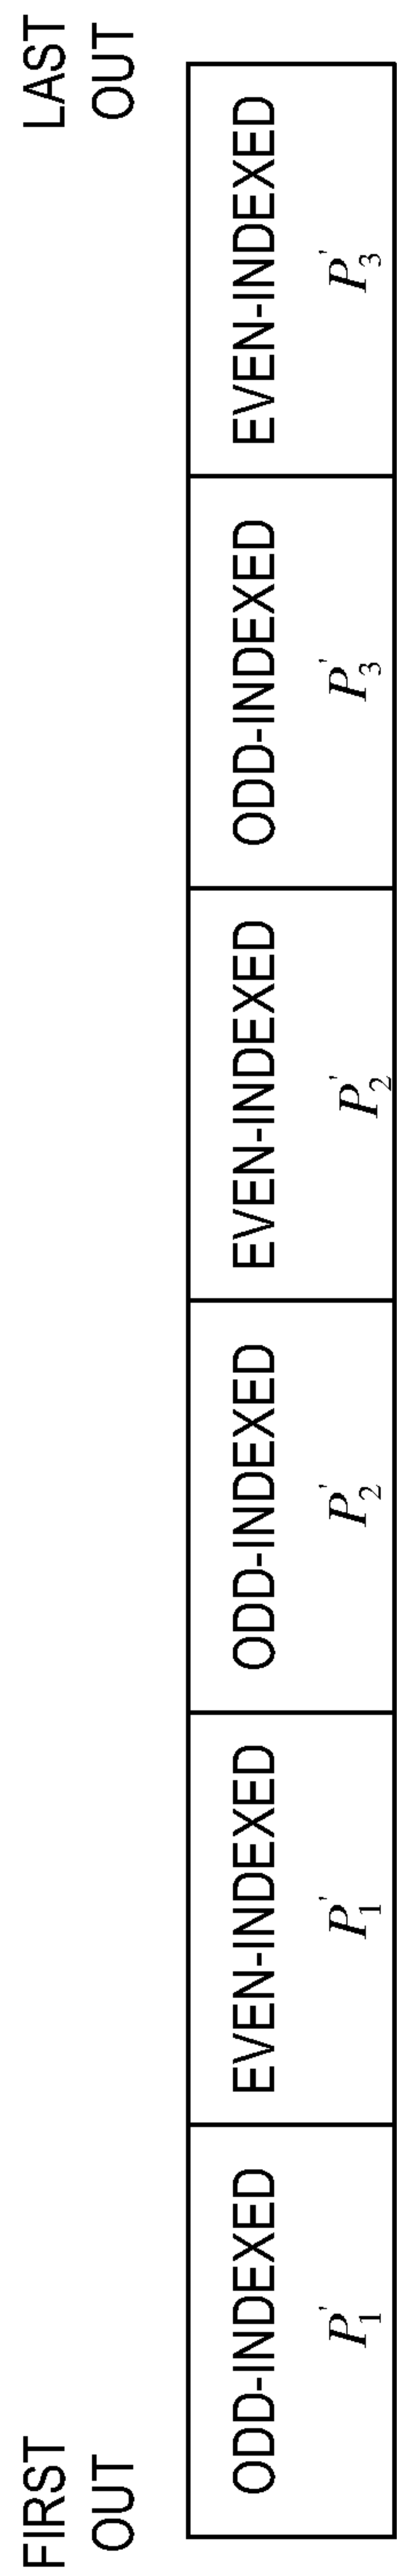 FIRST
OUT
LAST
OUT
ODD-INDEXED
P'₁
EVEN-INDEXED
P'₁
ODD-INDEXED
P'₂
EVEN-INDEXED
P'₂
ODD-INDEXED
P'₃
EVEN-INDEXED
P'₃